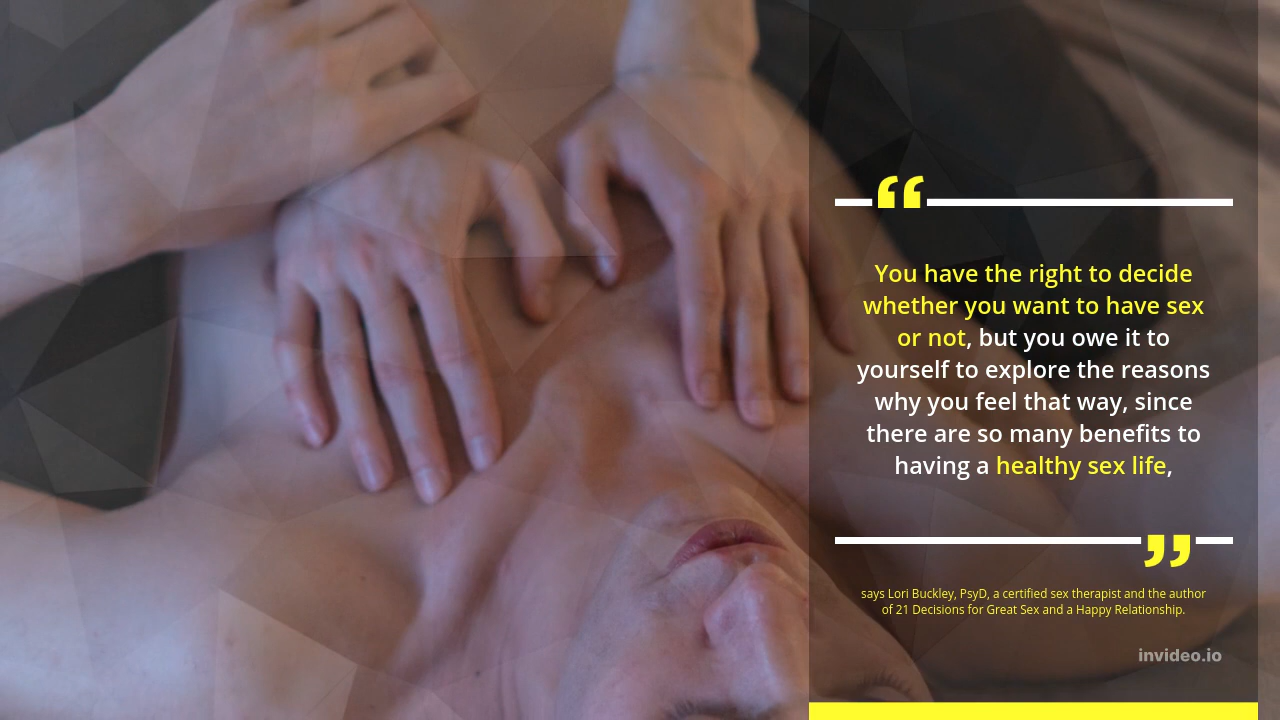 “
You have the right to decide
whether you want to have sex
or not, but you owe it to
yourself to explore the reasons
why you feel that way, since
there are so many benefits to
having a healthy sex life,
”
says Lori Buckley, PsyD, a certified sex therapist and the author
of 21 Decisions for Great Sex and a Happy Relationship.
invideo.io